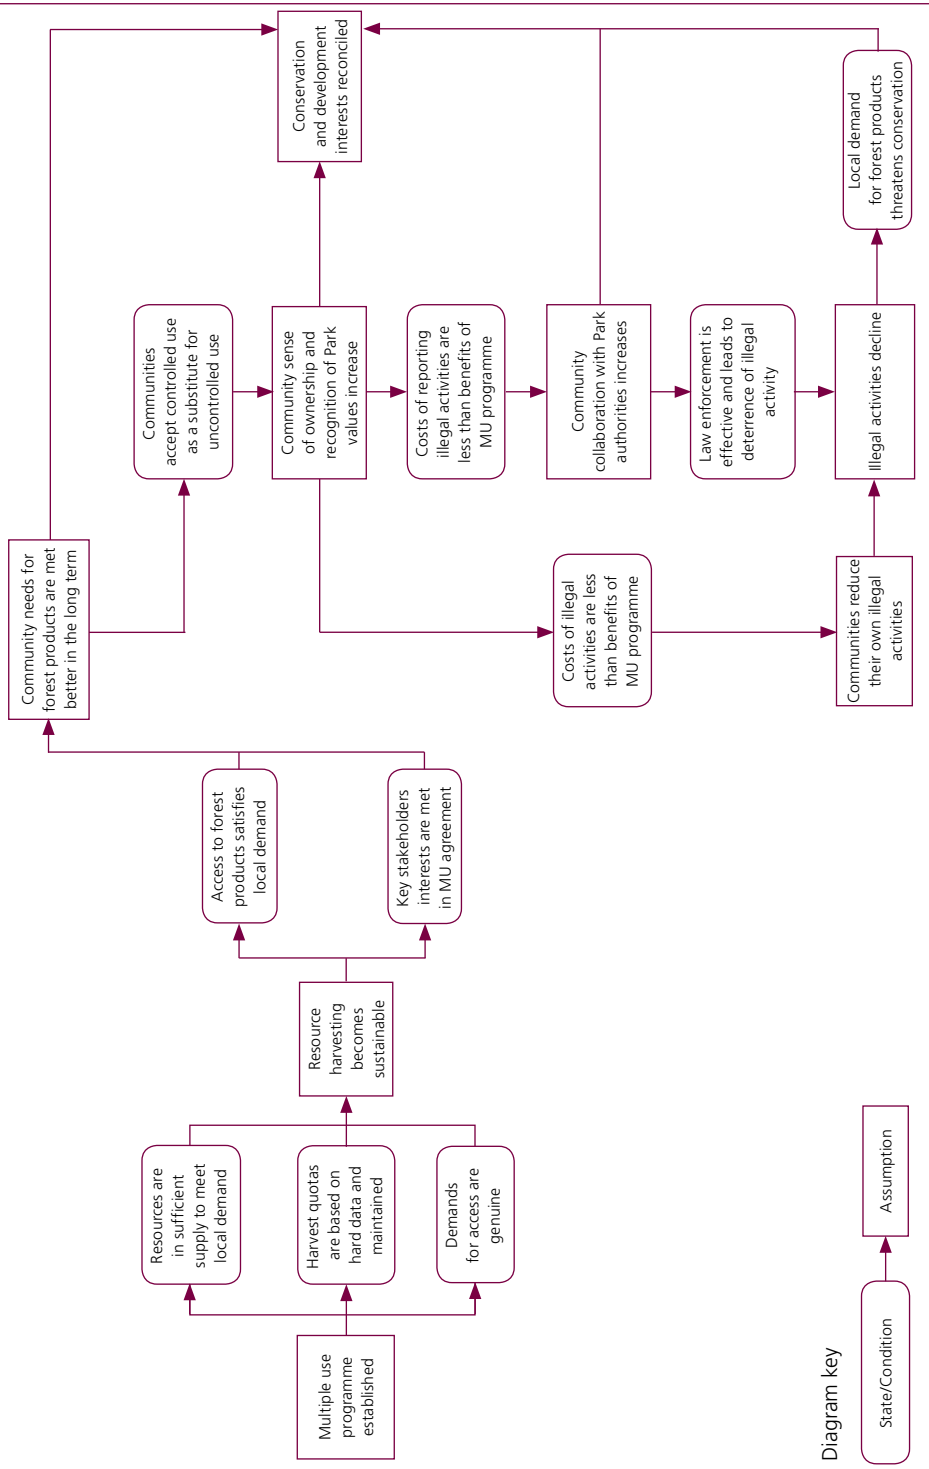 Multiple use
programme
established
Resources are
in sufficient
supply to meet
local demand
Harvest quotas
are based on
hard data and
maintained
Demands
for access are
genuine
Resource
harvesting
becomes
sustainable
Access to forest
products satisfies
local demand
Key stakeholders
interests are met
in MU agreement
Community needs for
forest products are met
better in the long term
Communities
accept controlled use
as a substitute for
uncontrolled use
Community sense
of ownership and
recognition of Park
values increase
Costs of reporting
illegal activities are
less than benefits of
MU programme
Community
collaboration with Park
authorities increases
Law enforcement is
effective and leads to
deterrence of illegal
activity
Illegal activities decline
Costs of illegal
activities are less
than benefits of
MU programme
Communities reduce
their own illegal
activities
Conservation
and development
interests reconciled
Local demand
for forest products
threatens conservation
Diagram key
State/Condition
Assumption